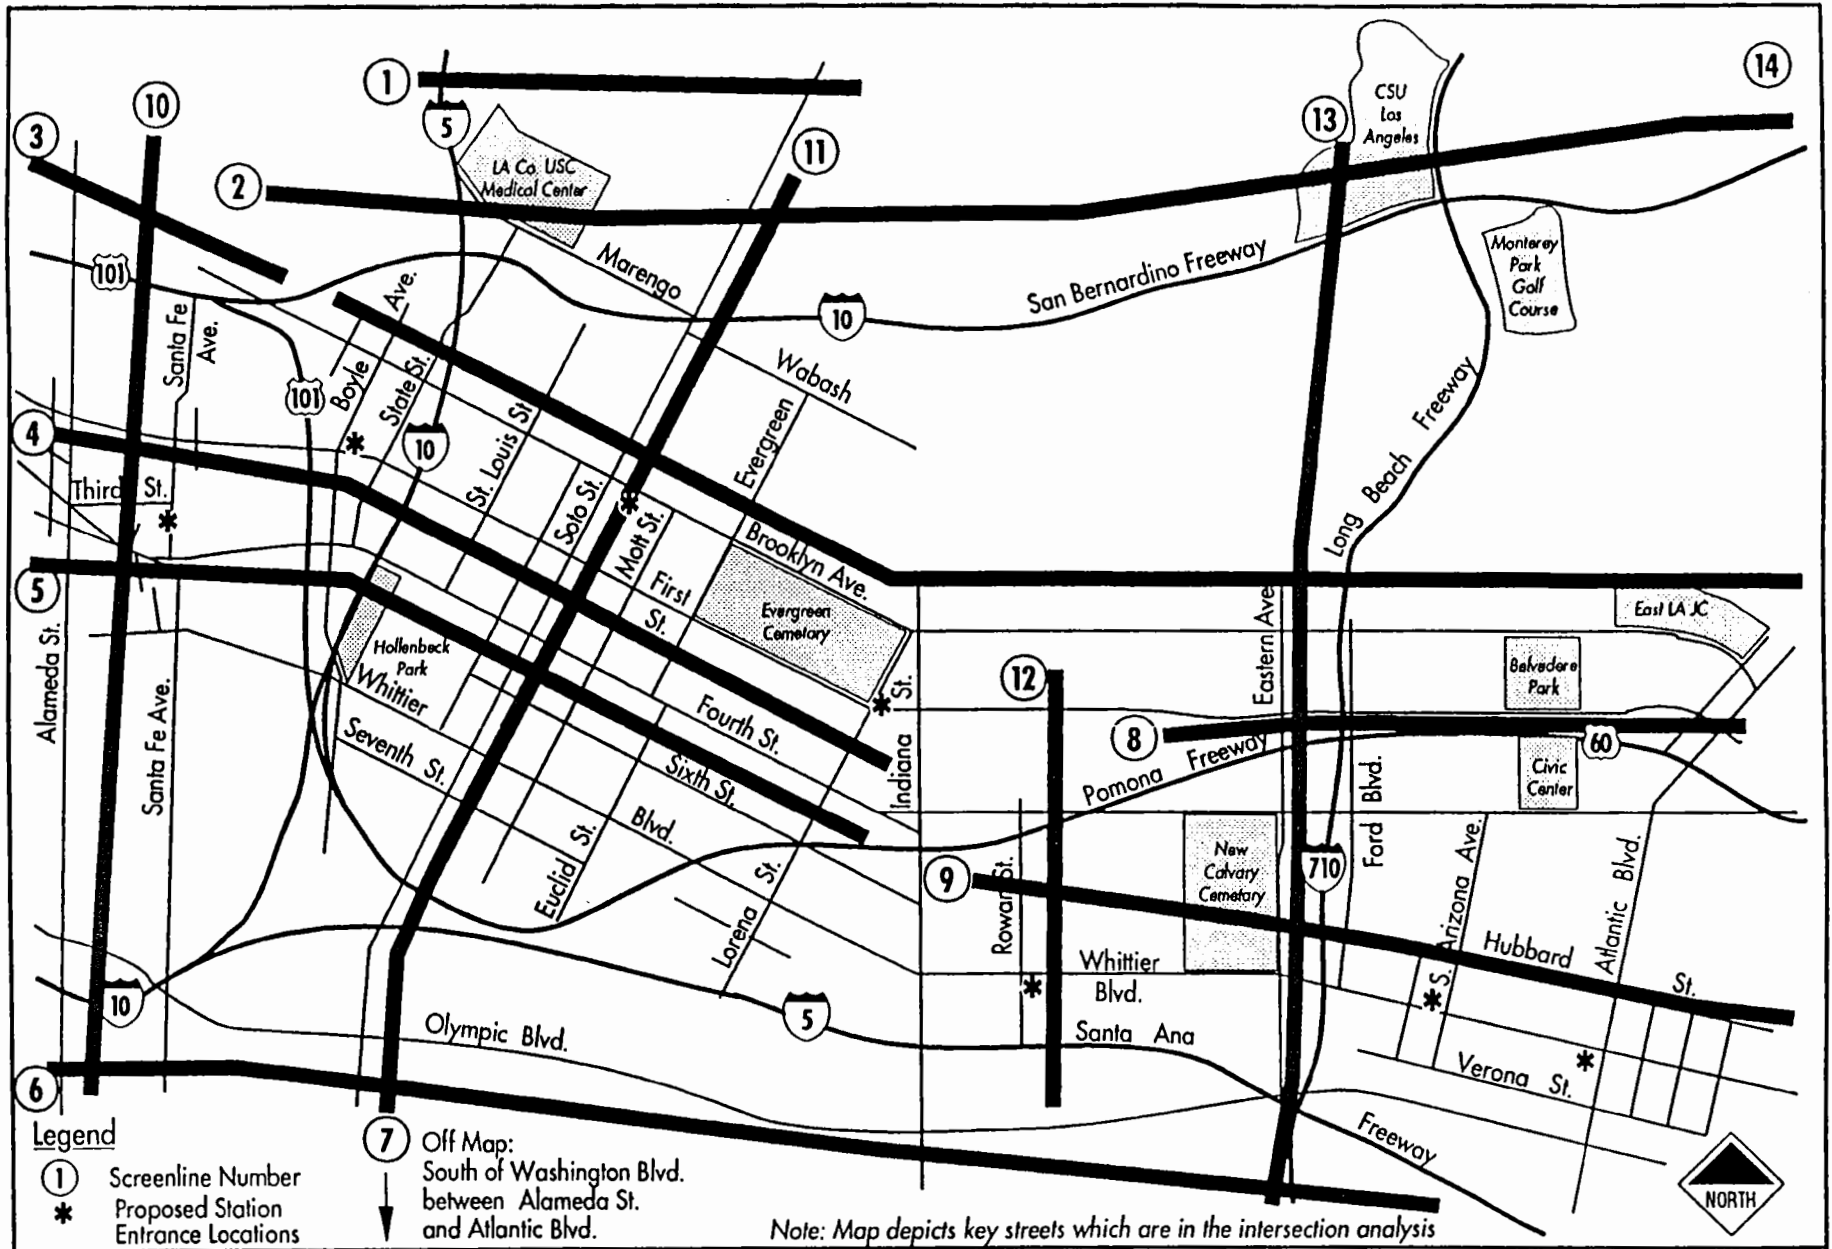 1
14
10
3
5
CSU
Los
Angeles
13
11
2
LA Co. USC
Medical Center
101
Marengo
Ave.
San Bernardino Freeway
Monterey
Park
Golf
Course
10
Santa Fe
Ave.
Boyle
State St.
101
Wabash
4
10
St. Louis St
Evergreen
Long Beach Freeway
Third St.
Soto St.
Mott St.
Brooklyn Ave.
First
St.
Evergreen
Cemetary
5
Hollenbeck
Park
Whittier
Alameda St.
Santa Fe Ave.
Eastern Ave.
East LA JC
Belvedere
Park
12
8
Indiana St.
Fourth St.
Seventh St.
Sixth St.
Pomona Freeway
60
Civic
Center
Ford Blvd.
Blvd.
Euclid St.
Lorena St.
9
Rowan St.
New
Calvary
Cemetary
710
Arizona Ave.
S.
Atlantic Blvd.
Hubbard St.
Whittier
Blvd.
10
5
Olympic Blvd.
Santa Ana
Verona St.
Freeway
6
Legend
1 Screenline Number
* Proposed Station
Entrance Locations
7 Off Map:
South of Washington Blvd.
between Alameda St.
and Atlantic Blvd.
Note: Map depicts key streets which are in the intersection analysis
NORTH